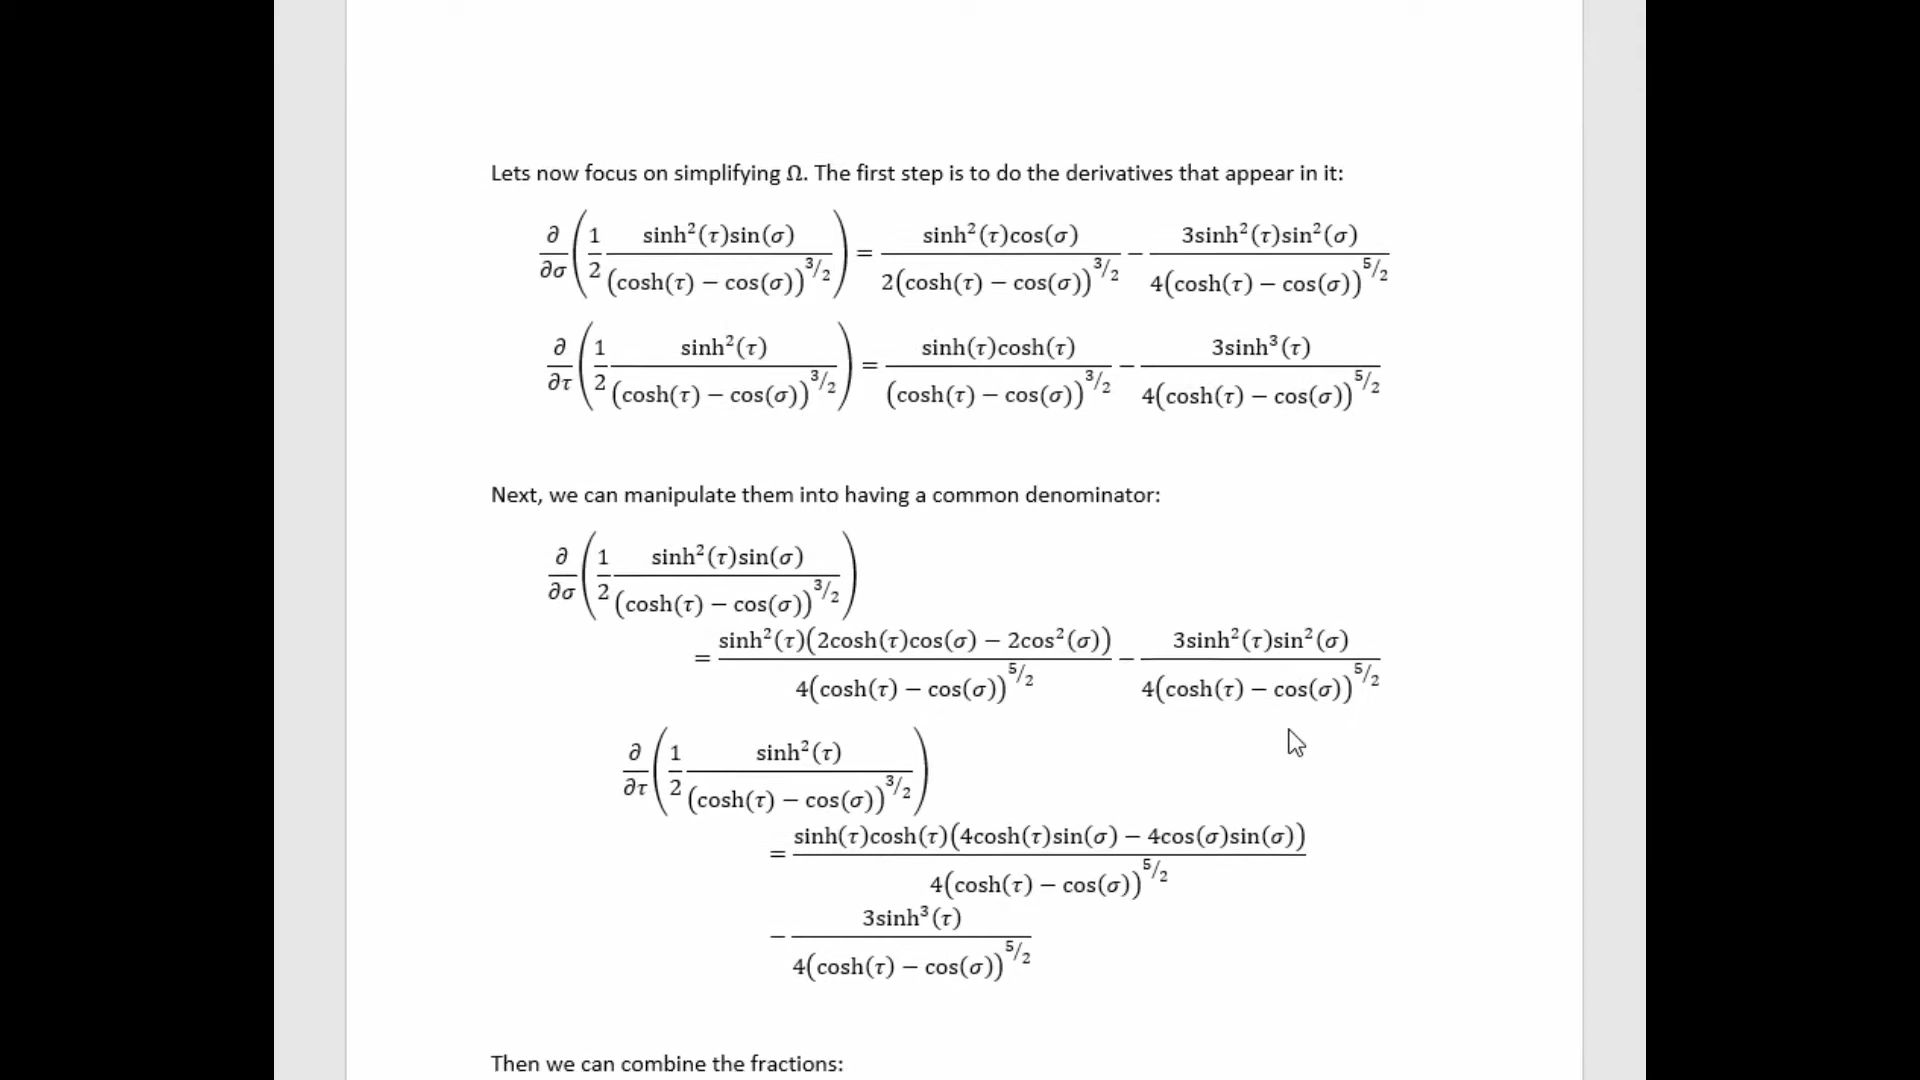 Lets now focus on simplifying Ω. The first step is to do the derivatives that appear in it:
∂/∂σ (1/2 sinh²(τ)sin(σ)/(cosh(τ) − cos(σ))^3/2) = sinh²(τ)cos(σ)/2(cosh(τ) − cos(σ))^3/2 − 3sinh²(τ)sin²(σ)/4(cosh(τ) − cos(σ))^5/2
∂/∂τ (1/2 sinh²(τ)/(cosh(τ) − cos(σ))^3/2) = sinh(τ)cosh(τ)/(cosh(τ) − cos(σ))^3/2 − 3sinh³(τ)/4(cosh(τ) − cos(σ))^5/2
Next, we can manipulate them into having a common denominator:
∂/∂σ (1/2 sinh²(τ)sin(σ)/(cosh(τ) − cos(σ))^3/2)
= sinh²(τ)(2cosh(τ)cos(σ) − 2cos²(σ))/4(cosh(τ) − cos(σ))^5/2 − 3sinh²(τ)sin²(σ)/4(cosh(τ) − cos(σ))^5/2
∂/∂τ (1/2 sinh²(τ)/(cosh(τ) − cos(σ))^3/2)
= sinh(τ)cosh(τ)(4cosh(τ)sin(σ) − 4cos(σ)sin(σ))/4(cosh(τ) − cos(σ))^5/2
− 3sinh³(τ)/4(cosh(τ) − cos(σ))^5/2
Then we can combine the fractions: